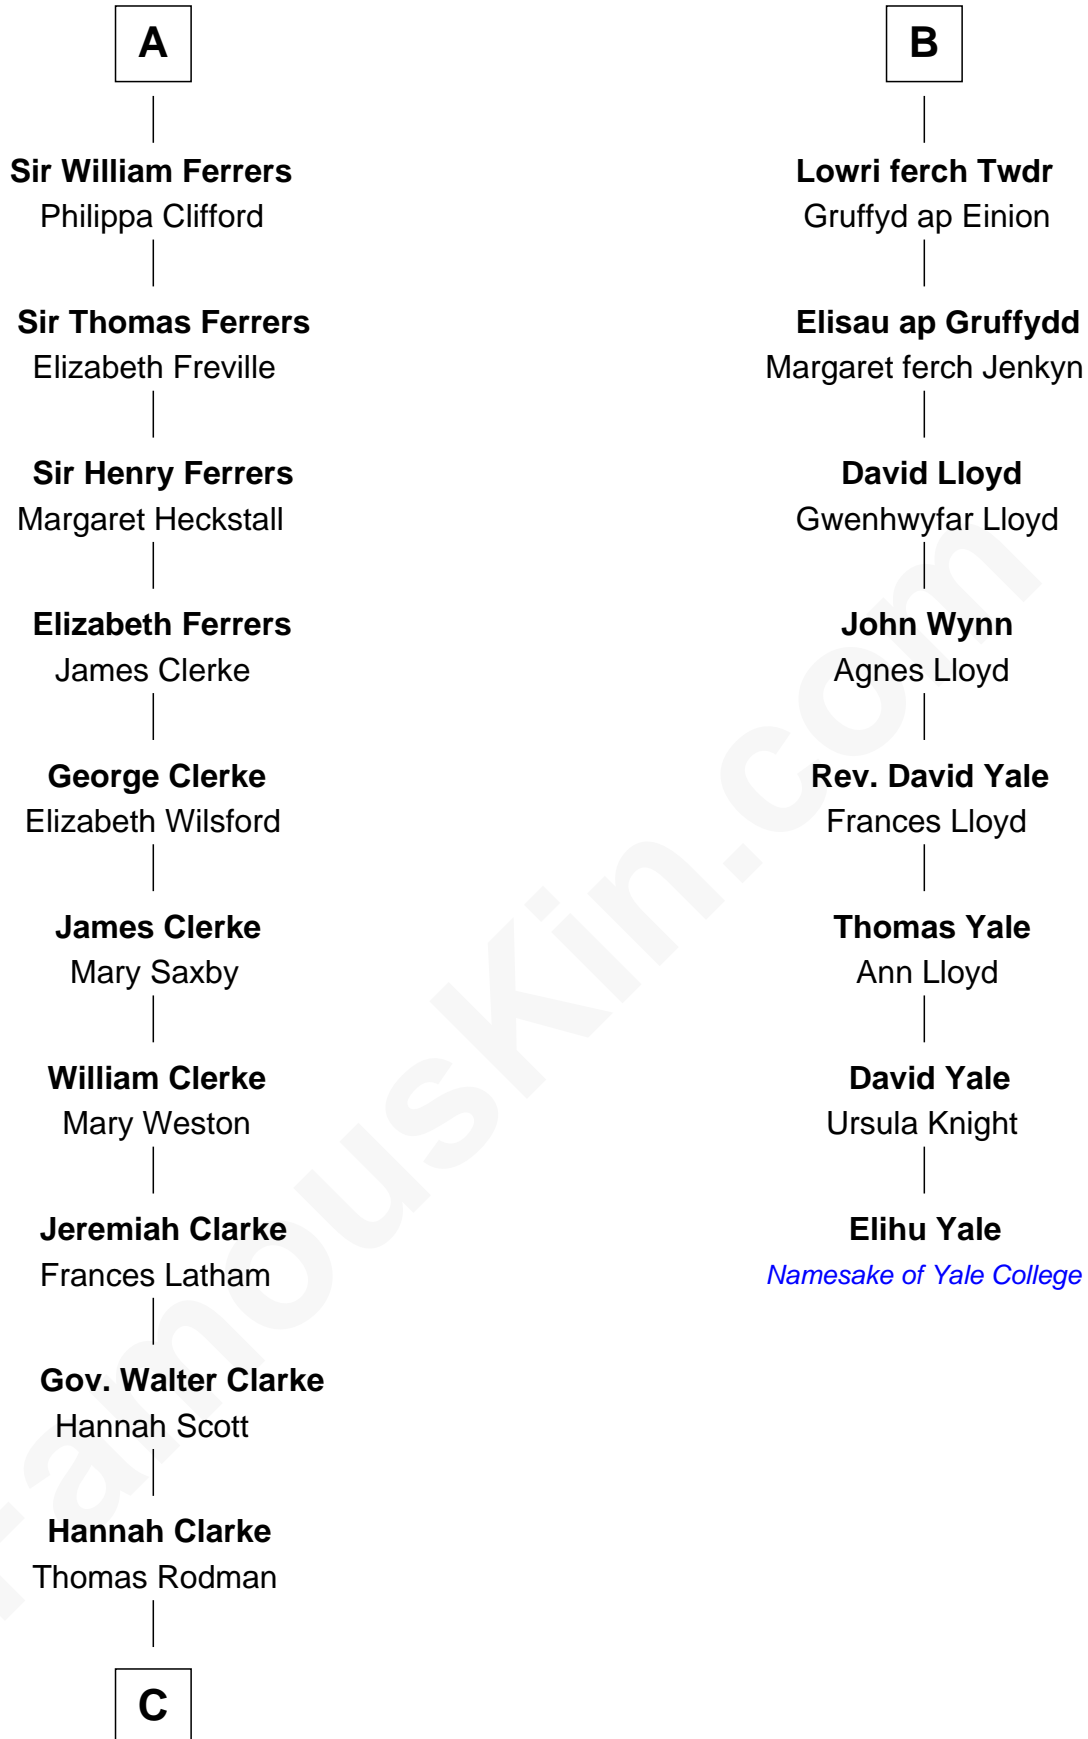 A
Sir William Ferrers
Philippa Clifford
Sir Thomas Ferrers
Elizabeth Freville
Sir Henry Ferrers
Margaret Heckstall
Elizabeth Ferrers
James Clerke
George Clerke
Elizabeth Wilsford
James Clerke
Mary Saxby
William Clerke
Mary Weston
Jeremiah Clarke
Frances Latham
Gov. Walter Clarke
Hannah Scott
Hannah Clarke
Thomas Rodman
C
B
Lowri ferch Twdr
Gruffyd ap Einion
Elisau ap Gruffydd
Margaret ferch Jenkyn
David Lloyd
Gwenhwyfar Lloyd
John Wynn
Agnes Lloyd
Rev. David Yale
Frances Lloyd
Thomas Yale
Ann Lloyd
David Yale
Ursula Knight
Elihu Yale
Namesake of Yale College
FamousKin.com